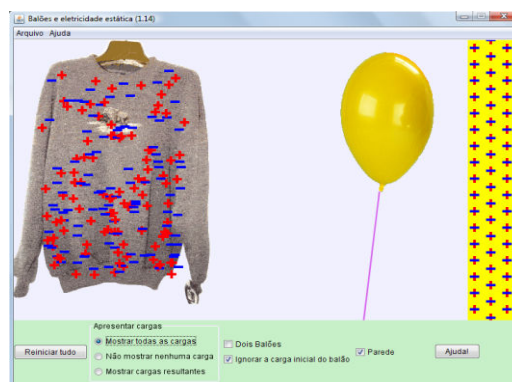 Balões e eletricidade estática (1.14)
Arquivo Ajuda
Apresentar cargas
Reiniciar tudo
Mostrar todas as cargas
Não mostrar nenhuma carga
Mostrar cargas resultantes
Dois Balões
Ignorar a carga inicial do balão
Parede
Ajuda!